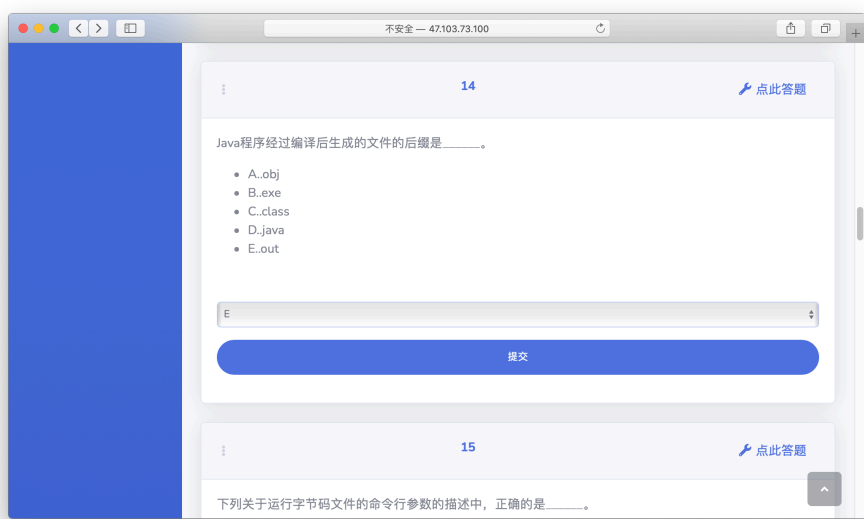 不安全 — 47.103.73.100
14
点此答题
Java程序经过编译后生成的文件的后缀是______。
A..obj
B..exe
C..class
D..java
E..out
E
提交
15
点此答题
下列关于运行字节码文件的命令行参数的描述中，正确的是______。